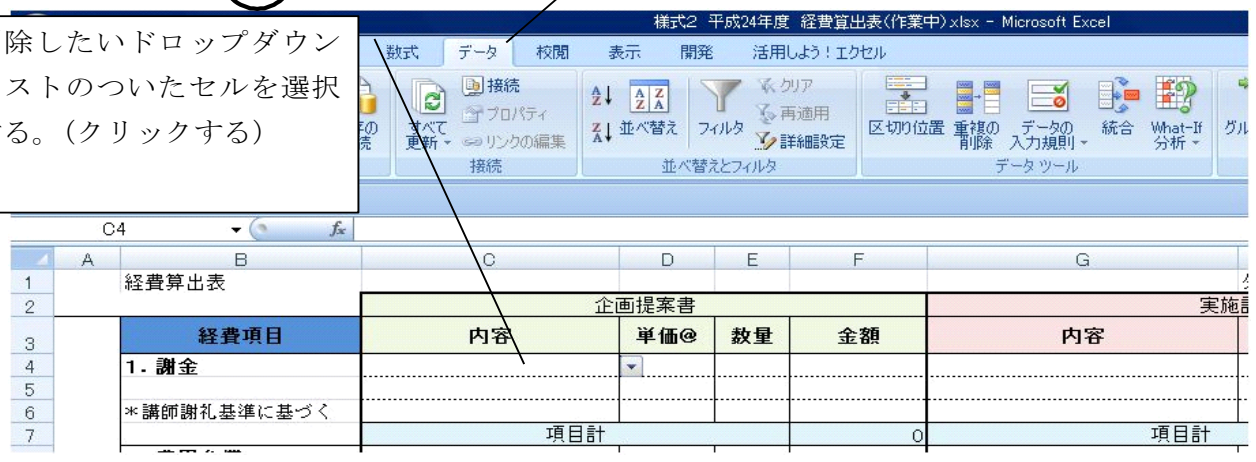 様式2 平成24年度 経費算出表(作業中).xlsx - Microsoft Excel
除したいドロップダウン
ストのついたセルを選択
る。（クリックする）
数式 データ 校閲 表示 開発 活用しよう！エクセル
すべて更新 接続 プロパティ リンクの編集 並べ替え フィルタ クリア 再適用 詳細設定 区切り位置 重複の削除 データの入力規則 統合 What-If 分析
接続 並べ替えとフィルタ データ ツール
C4 fx
A B C D E F G
1 経費算出表
2 企画提案書
3 経費項目 内容 単価@ 数量 金額 内容
4 1．謝金
5
6 ＊講師謝礼基準に基づく
7 項目計 0 項目計